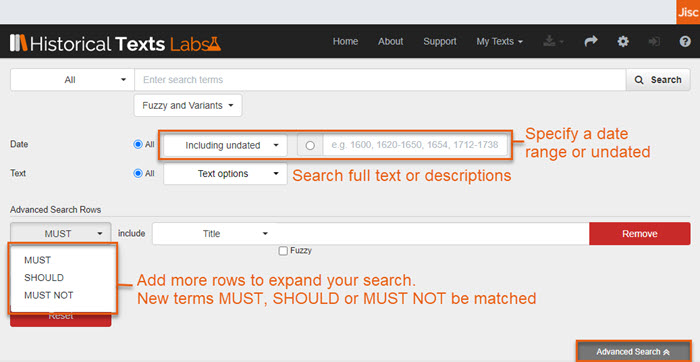 Jisc
Historical Texts Labs
Home About Support My Texts
All Enter search terms Search
Fuzzy and Variants
Date All Including undated e.g. 1600, 1620-1650, 1654, 1712-1738
Specify a date
range or undated
Text All Text options Search full text or descriptions
Advanced Search Rows
MUST include Title Remove
Fuzzy
MUST
SHOULD
MUST NOT
Add more rows to expand your search.
New terms MUST, SHOULD or MUST NOT be matched
Reset
Advanced Search